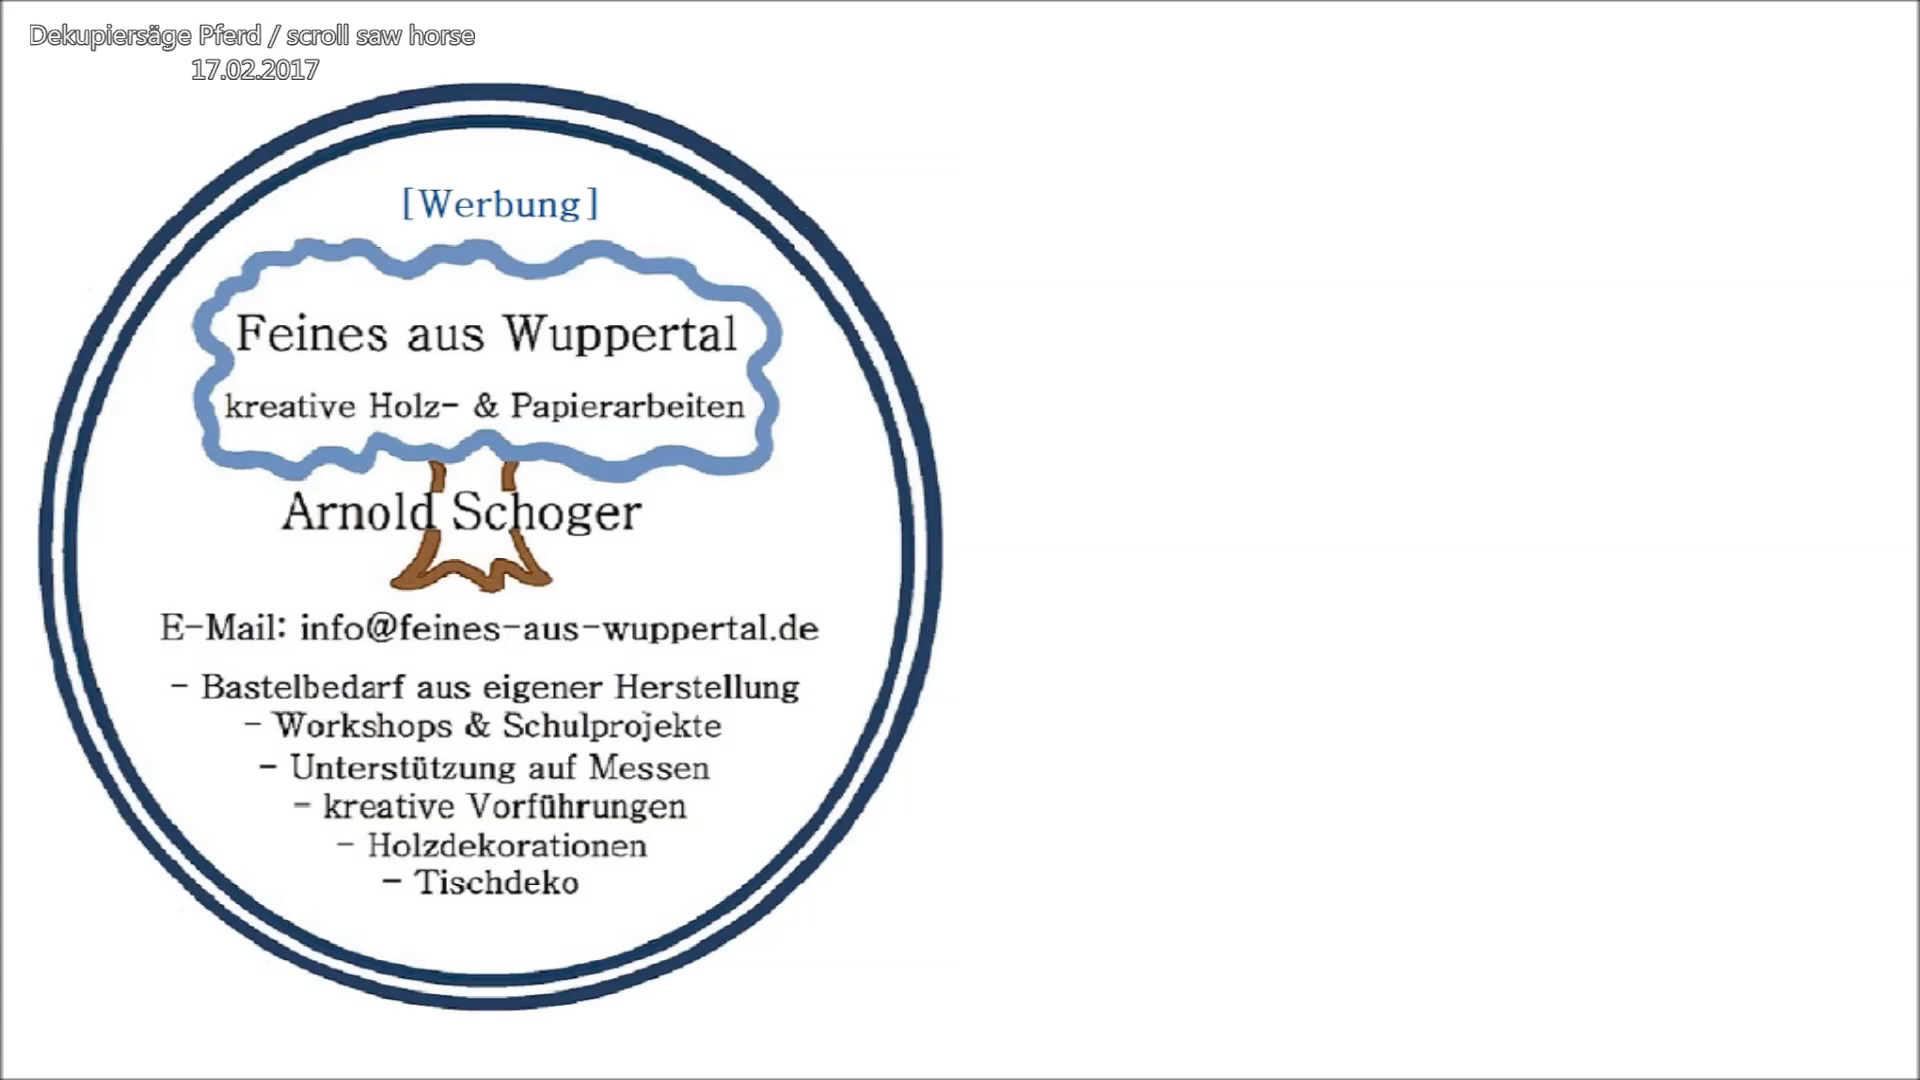 Dekupiersäge Pferd / scroll saw horse
17.02.2017
[Werbung]
Feines aus Wuppertal
kreative Holz- & Papierarbeiten
Arnold Schoger
E-Mail: info@feines-aus-wuppertal.de
- Bastelbedarf aus eigener Herstellung
- Workshops & Schulprojekte
- Unterstützung auf Messen
- kreative Vorführungen
- Holzdekorationen
- Tischdeko